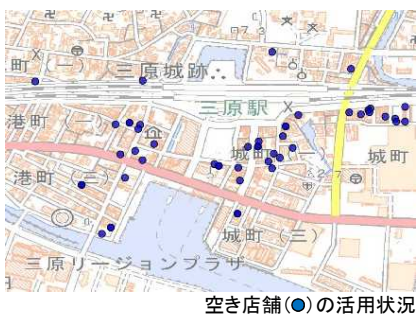 町(一)
三原城跡
三原駅
港町(一)
城町
城町
港町(三)
城町(三)
三原リージョンプラザ
空き店舗(●)の活用状況